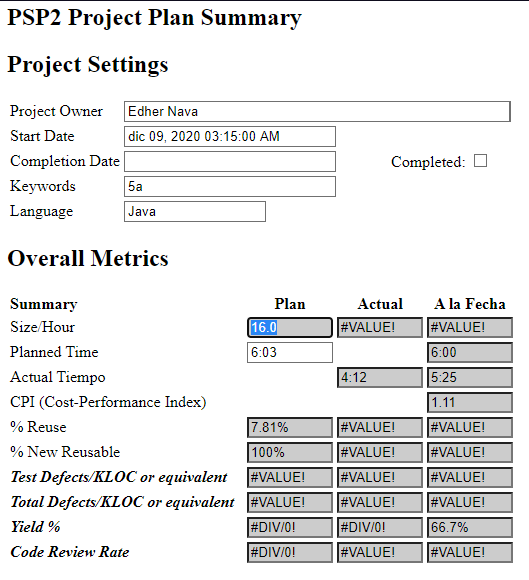 PSP2 Project Plan Summary
Project Settings
Project Owner Edher Nava
Start Date dic 09, 2020 03:15:00 AM
Completion Date Completed:
Keywords 5a
Language Java
Overall Metrics
Summary Plan Actual A la Fecha
Size/Hour 16.0 #VALUE! #VALUE!
Planned Time 6:03 6:00
Actual Tiempo 4:12 5:25
CPI (Cost-Performance Index) 1.11
% Reuse 7.81% #VALUE! #VALUE!
% New Reusable 100% #VALUE! #VALUE!
Test Defects/KLOC or equivalent #VALUE! #VALUE! #VALUE!
Total Defects/KLOC or equivalent #VALUE! #VALUE! #VALUE!
Yield % #DIV/0! #DIV/0! 66.7%
Code Review Rate #DIV/0! #VALUE! #VALUE!